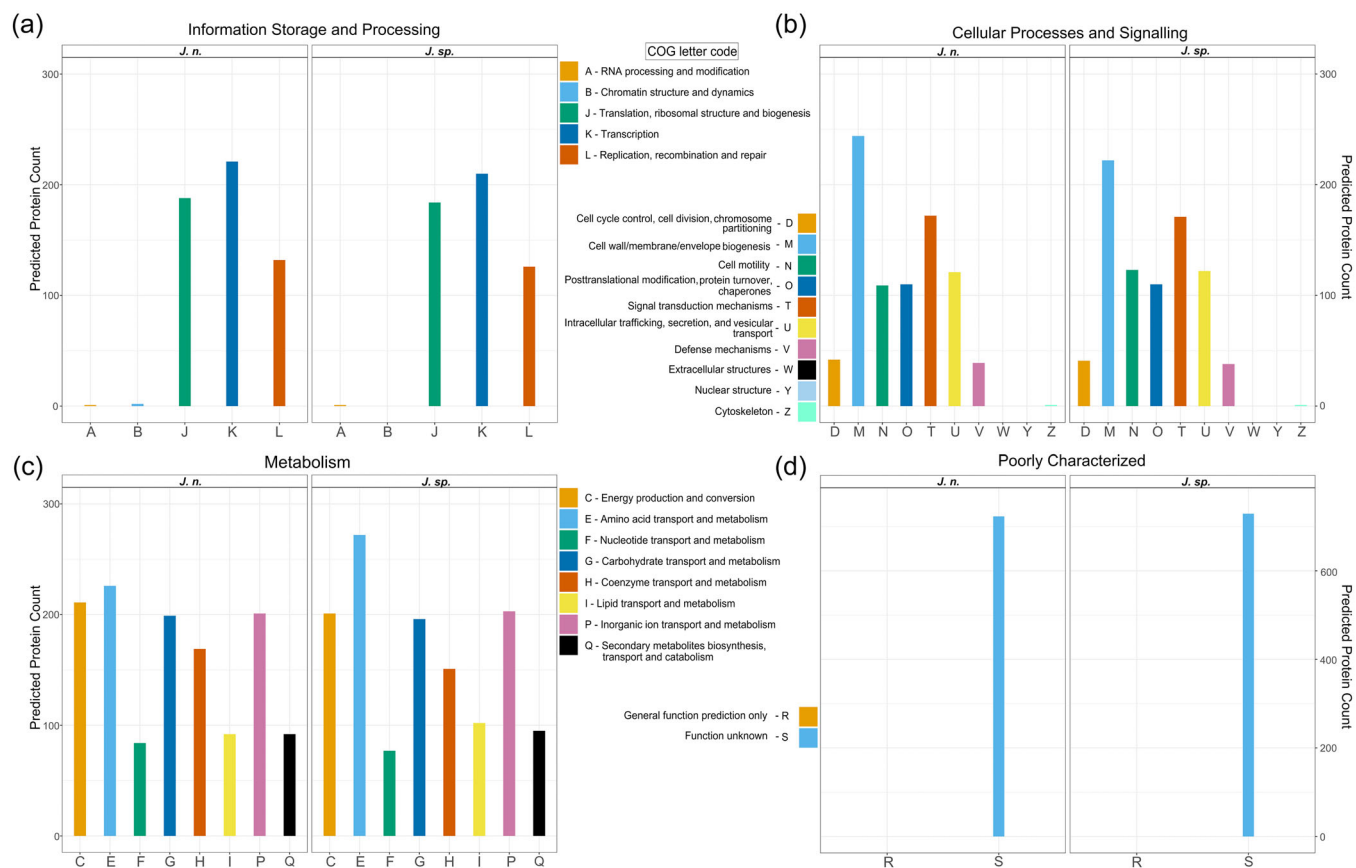 (a)
Information Storage and Processing
J. n.
J. sp.
Predicted Protein Count
300
200
100
0
A
B
J
K
L
A
B
J
K
L
COG letter code
A - RNA processing and modification
B - Chromatin structure and dynamics
J - Translation, ribosomal structure and biogenesis
K - Transcription
L - Replication, recombination and repair
(b)
Cellular Processes and Signalling
J. n.
J. sp.
Cell cycle control, cell division, chromosome
partitioning - D
Cell wall/membrane/envelope biogenesis - M
Cell motility - N
Posttranslational modification, protein turnover,
chaperones - O
Signal transduction mechanisms - T
Intracellular trafficking, secretion, and vesicular
transport - U
Defense mechanisms - V
Extracellular structures - W
Nuclear structure - Y
Cytoskeleton - Z
D
M
N
O
T
U
V
W
Y
Z
D
M
N
O
T
U
V
W
Y
Z
300
200
100
0
Predicted Protein Count
(c)
Metabolism
J. n.
J. sp.
Predicted Protein Count
300
200
100
0
C
E
F
G
H
I
P
Q
C
E
F
G
H
I
P
Q
C - Energy production and conversion
E - Amino acid transport and metabolism
F - Nucleotide transport and metabolism
G - Carbohydrate transport and metabolism
H - Coenzyme transport and metabolism
I - Lipid transport and metabolism
P - Inorganic ion transport and metabolism
Q - Secondary metabolites biosynthesis,
transport and catabolism
(d)
Poorly Characterized
J. n.
J. sp.
General function prediction only - R
Function unknown - S
R
S
R
S
600
400
200
0
Predicted Protein Count